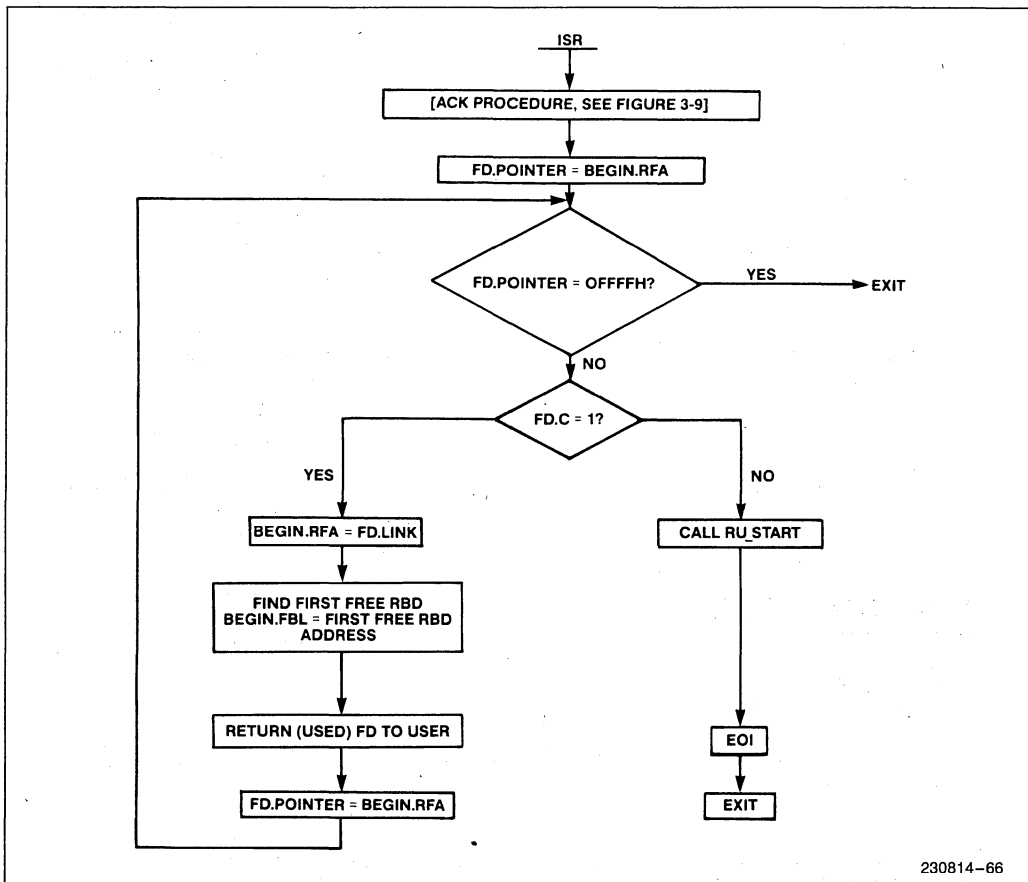 ISR
[ACK PROCEDURE, SEE FIGURE 3-9]
FD.POINTER = BEGIN.RFA
FD.POINTER = OFFFFH?
YES
EXIT
NO
FD.C = 1?
YES
NO
BEGIN.RFA = FD.LINK
CALL RU_START
FIND FIRST FREE RBD
BEGIN.FBL = FIRST FREE RBD
ADDRESS
RETURN (USED) FD TO USER
EOI
FD.POINTER = BEGIN.RFA
EXIT
230814-66